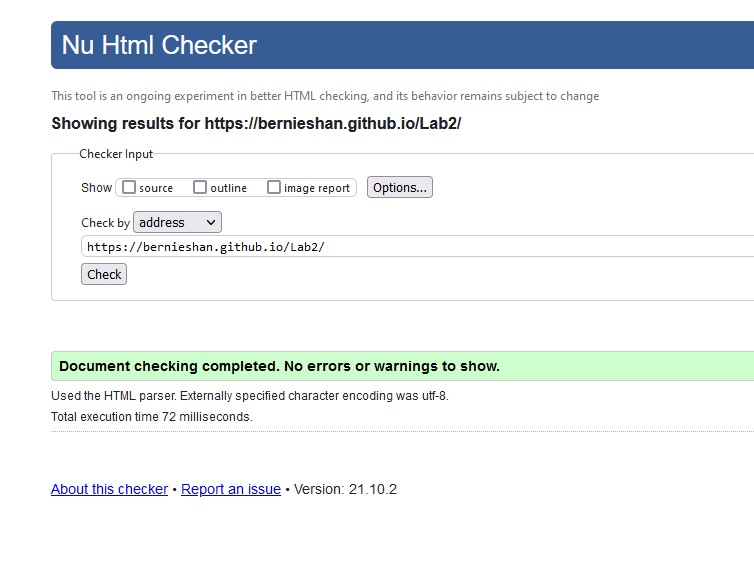 Nu Html Checker
This tool is an ongoing experiment in better HTML checking, and its behavior remains subject to change
Showing results for https://bernieshan.github.io/Lab2/
Checker Input
Show source outline image report Options...
Check by address
https://bernieshan.github.io/Lab2/
Check
Document checking completed. No errors or warnings to show.
Used the HTML parser. Externally specified character encoding was utf-8.
Total execution time 72 milliseconds.
About this checker • Report an issue • Version: 21.10.2